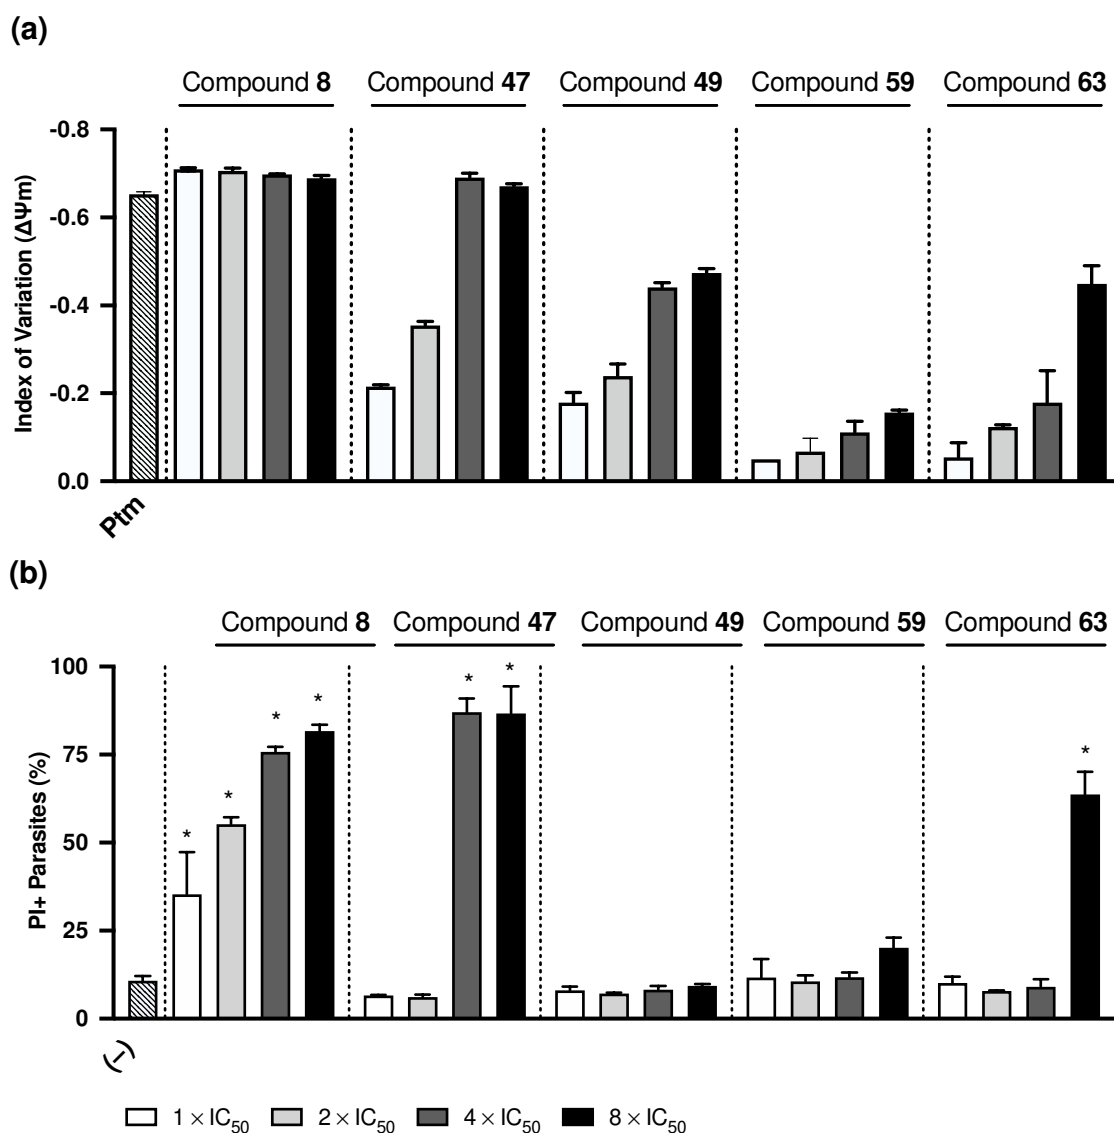 (a)
Compound 8 Compound 47 Compound 49 Compound 59 Compound 63
Index of Variation (ΔΨm)
-0.8
-0.6
-0.4
-0.2
0.0
Ptm
(b)
Compound 8 Compound 47 Compound 49 Compound 59 Compound 63
PI+ Parasites (%)
100
75
50
25
0
* * * * * * *
(-)
1 × IC50 2 × IC50 4 × IC50 8 × IC50